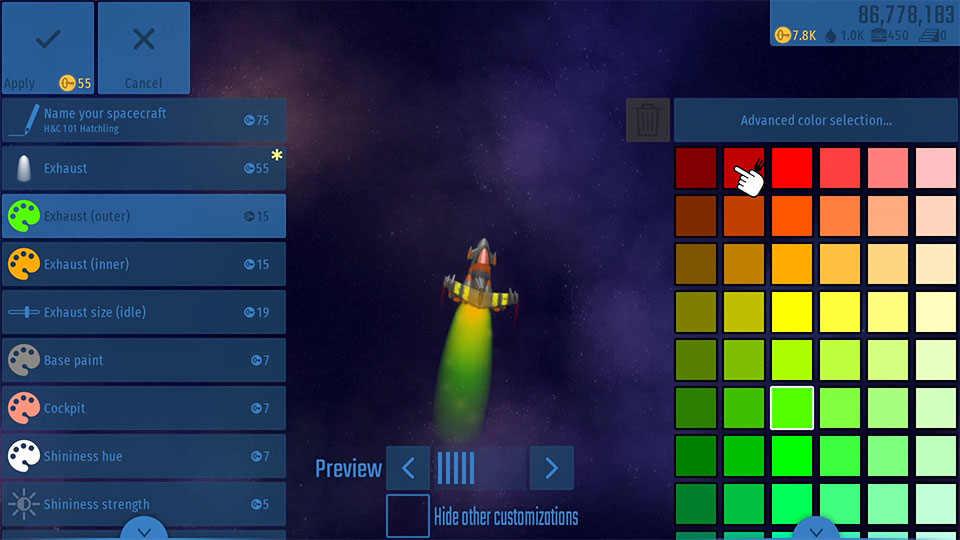 86,778,183
7.8K 1.0K 450 0
Apply 55
Cancel
Name your spacecraft
H&C 101 Hatchling
75
Exhaust 55
*
Exhaust (outer) 15
Exhaust (inner) 15
Exhaust size (idle) 19
Base paint 7
Cockpit 7
Shininess hue 7
Shininess strength 5
Advanced color selection...
Preview
Hide other customizations